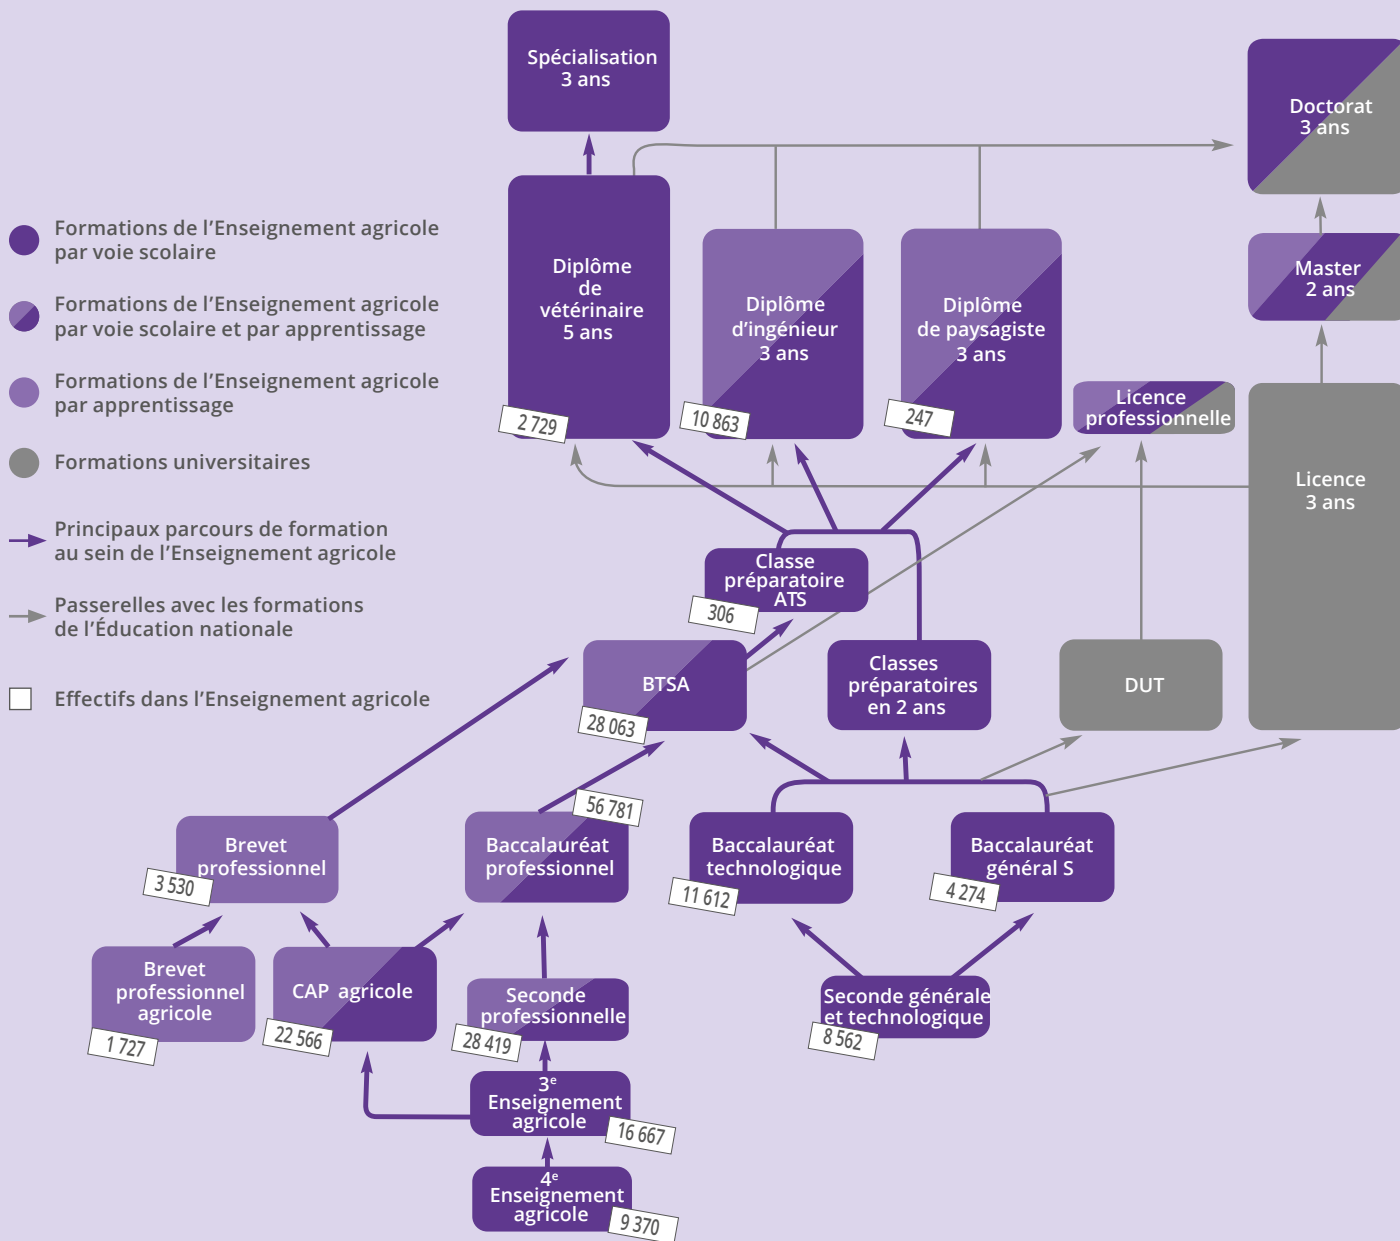 Spécialisation
3 ans
Doctorat
3 ans
Formations de l'Enseignement agricole
par voie scolaire
Formations de l'Enseignement agricole
par voie scolaire et par apprentissage
Formations de l'Enseignement agricole
par apprentissage
Formations universitaires
Principaux parcours de formation
au sein de l'Enseignement agricole
Passerelles avec les formations
de l'Éducation nationale
Effectifs dans l'Enseignement agricole
Diplôme
de
vétérinaire
5 ans
2 729
Diplôme
d'ingénieur
3 ans
10 863
Diplôme
de paysagiste
3 ans
247
Master
2 ans
Licence
professionnelle
Licence
3 ans
Classe
préparatoire
ATS
306
BTSA
28 063
Classes
préparatoires
en 2 ans
DUT
Brevet
professionnel
3 530
Baccalauréat
professionnel
56 781
Baccalauréat
technologique
11 612
Baccalauréat
général S
4 274
Brevet
professionnel
agricole
1 727
CAP agricole
22 566
Seconde
professionnelle
28 419
Seconde générale
et technologique
8 562
3e
Enseignement
agricole
16 667
4e
Enseignement
agricole
9 370